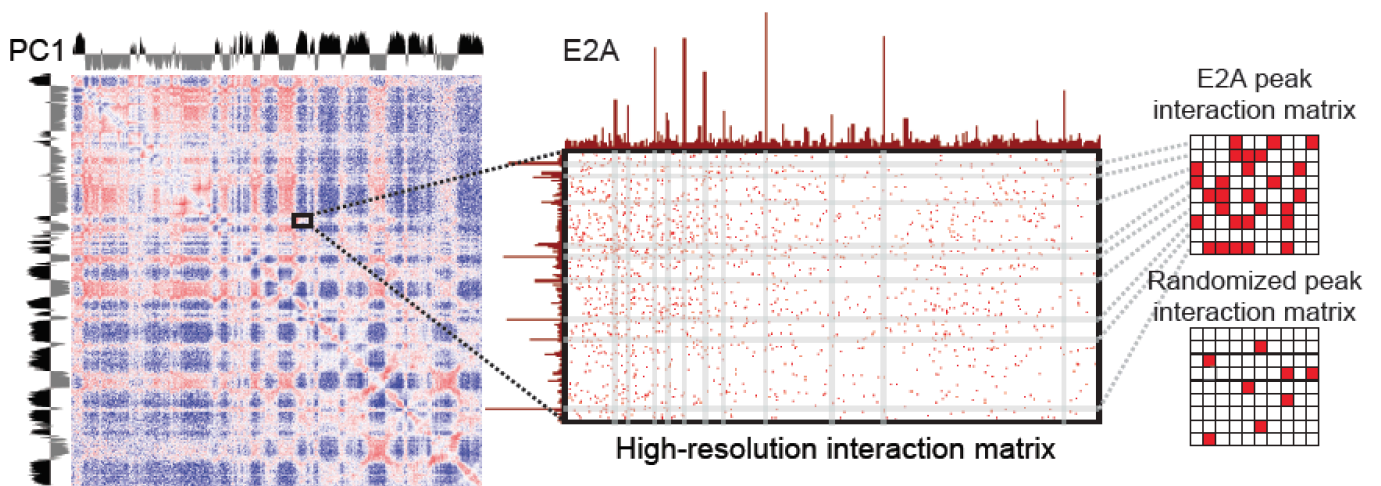 PC1
E2A
E2A peak
interaction matrix
Randomized peak
interaction matrix
High-resolution interaction matrix